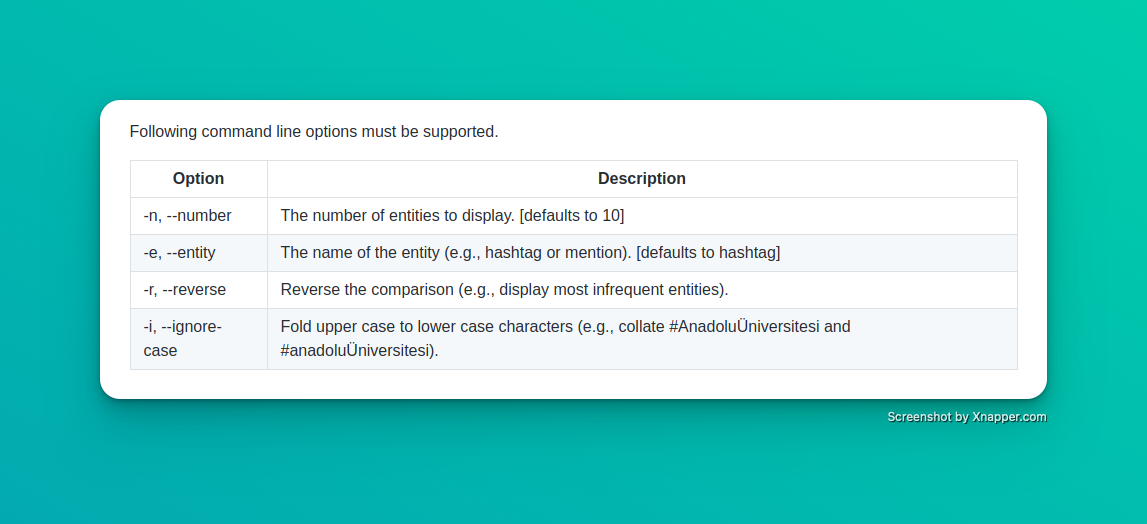 Following command line options must be supported.
Option Description
-n, --number The number of entities to display. [defaults to 10]
-e, --entity The name of the entity (e.g., hashtag or mention). [defaults to hashtag]
-r, --reverse Reverse the comparison (e.g., display most infrequent entities).
-i, --ignore- Fold upper case to lower case characters (e.g., collate #AnadoluÜniversitesi and
case #anadoluÜniversitesi).
Screenshot by Xnapper.com